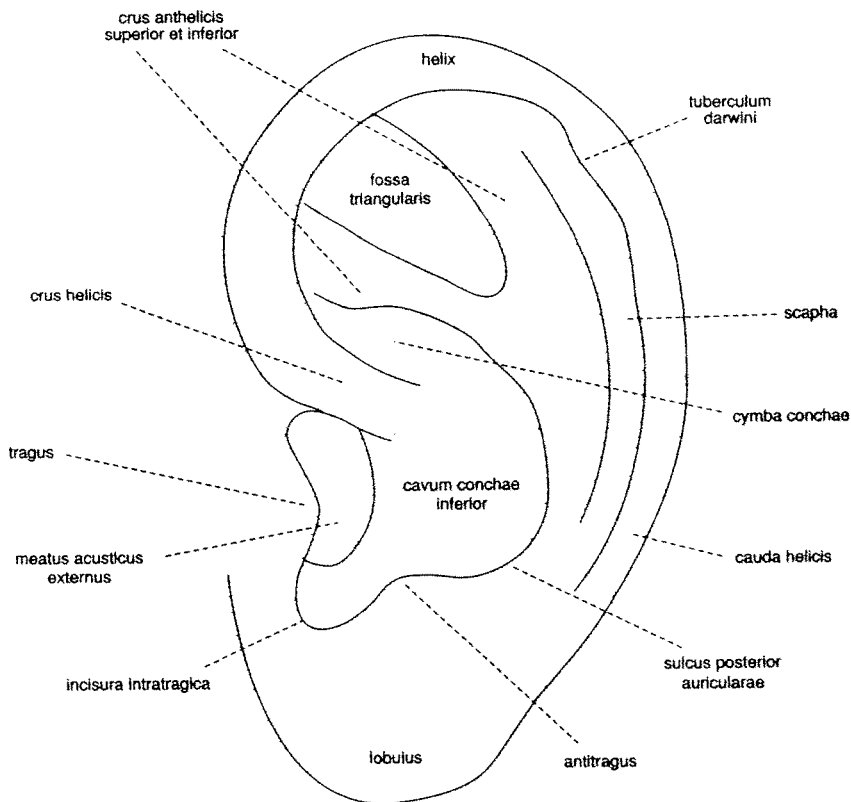 crus anthelicis
superior et inferior
helix
tuberculum
darwini
fossa
triangularis
crus helicis
scapha
cymba conchae
tragus
cavum conchae
inferior
meatus acusticus
externus
cauda helicis
sulcus posterior
auricularae
incisura intratragica
lobulus
antitragus